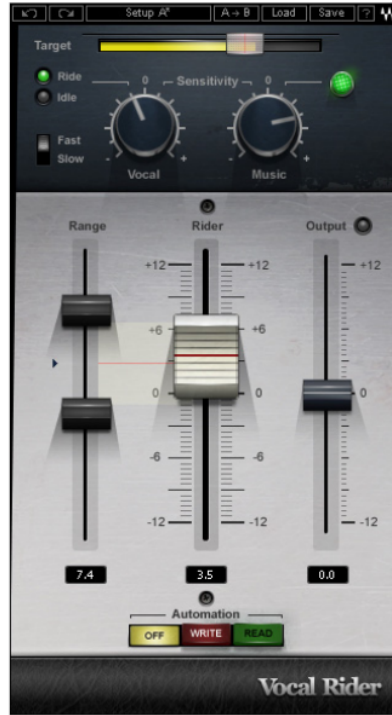 Setup A* A→B Load Save ?
Target
Ride
Idle
0 Sensitivity 0
Fast
Slow
- + - +
Vocal Music
Range Rider Output
+12 +12 +12
+6 +6
0 0 0
-6 -6
-12 -12 -12
7.4 3.5 0.0
Automation
OFF WRITE READ
Vocal Rider